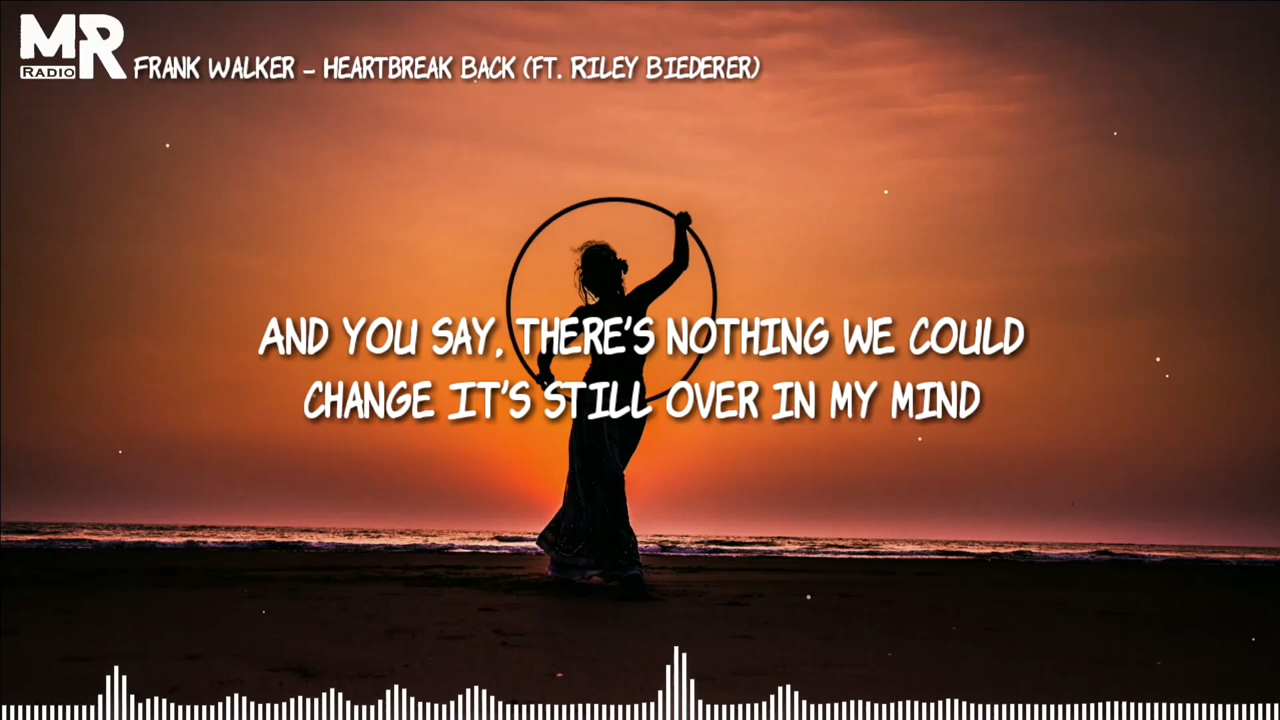 MR
RADIO
FRANK WALKER - HEARTBREAK BACK (FT. RILEY BIEDERER)
AND YOU SAY, THERE'S NOTHING WE COULD
CHANGE IT'S STILL OVER IN MY MIND